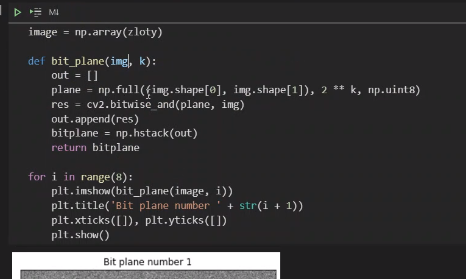 M↓
image = np.array(zloty)
def bit_plane(img, k):
out = []
plane = np.full((img.shape[0], img.shape[1]), 2 ** k, np.uint8)
res = cv2.bitwise_and(plane, img)
out.append(res)
bitplane = np.hstack(out)
return bitplane
for i in range(8):
plt.imshow(bit_plane(image, i))
plt.title('Bit plane number ' + str(i + 1))
plt.xticks([]), plt.yticks([])
plt.show()
Bit plane number 1